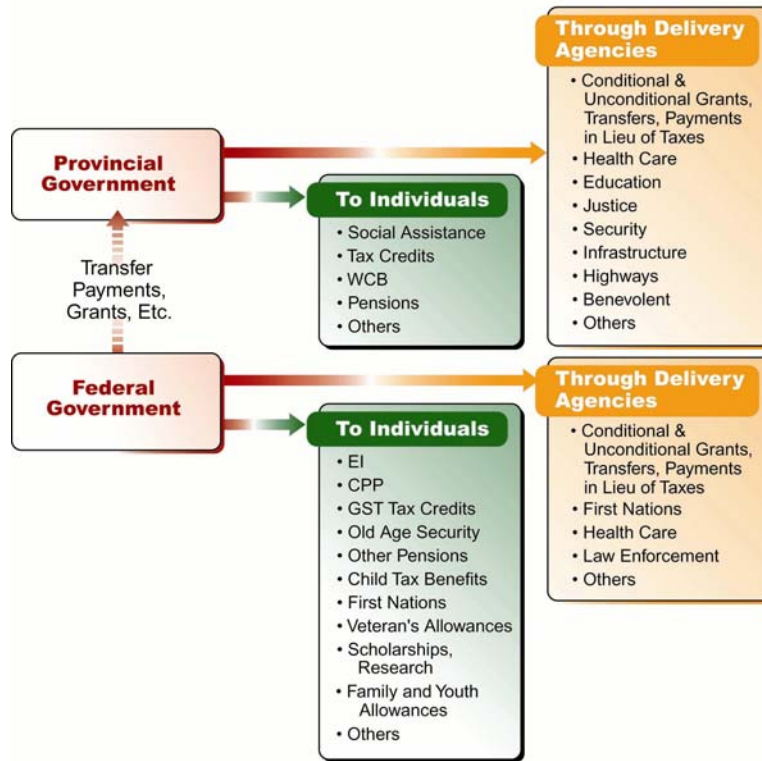 Through Delivery
Agencies
• Conditional &
Unconditional Grants,
Transfers, Payments
in Lieu of Taxes
• Health Care
• Education
• Justice
• Security
• Infrastructure
• Highways
• Benevolent
• Others
Provincial
Government
To Individuals
• Social Assistance
• Tax Credits
• WCB
• Pensions
• Others
Transfer
Payments,
Grants, Etc.
Federal
Government
Through Delivery
Agencies
• Conditional &
Unconditional Grants,
Transfers, Payments
in Lieu of Taxes
• First Nations
• Health Care
• Law Enforcement
• Others
To Individuals
• EI
• CPP
• GST Tax Credits
• Old Age Security
• Other Pensions
• Child Tax Benefits
• First Nations
• Veteran's Allowances
• Scholarships,
Research
• Family and Youth
Allowances
• Others